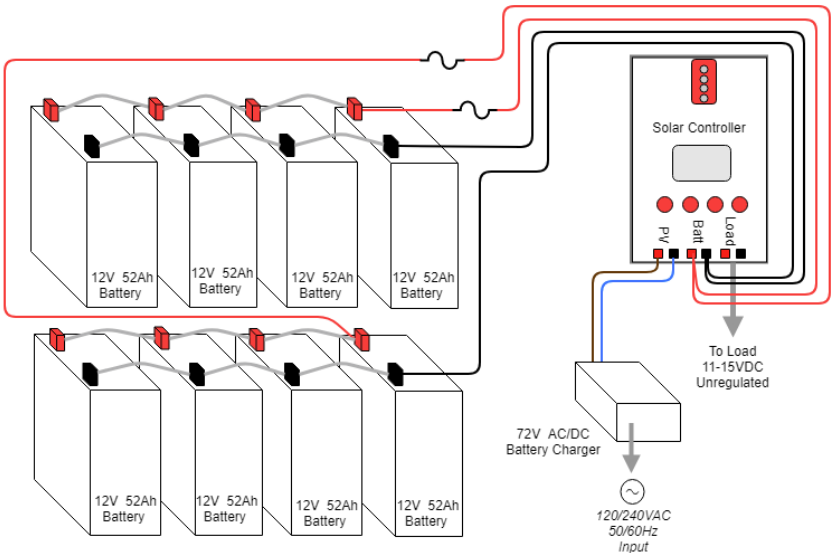 Solar Controller
PV
Batt
Load
12V 52Ah
Battery
12V 52Ah
Battery
12V 52Ah
Battery
12V 52Ah
Battery
To Load
11-15VDC
Unregulated
72V AC/DC
Battery Charger
12V 52Ah
Battery
12V 52Ah
Battery
12V 52Ah
Battery
12V 52Ah
Battery
120/240VAC
50/60Hz
Input